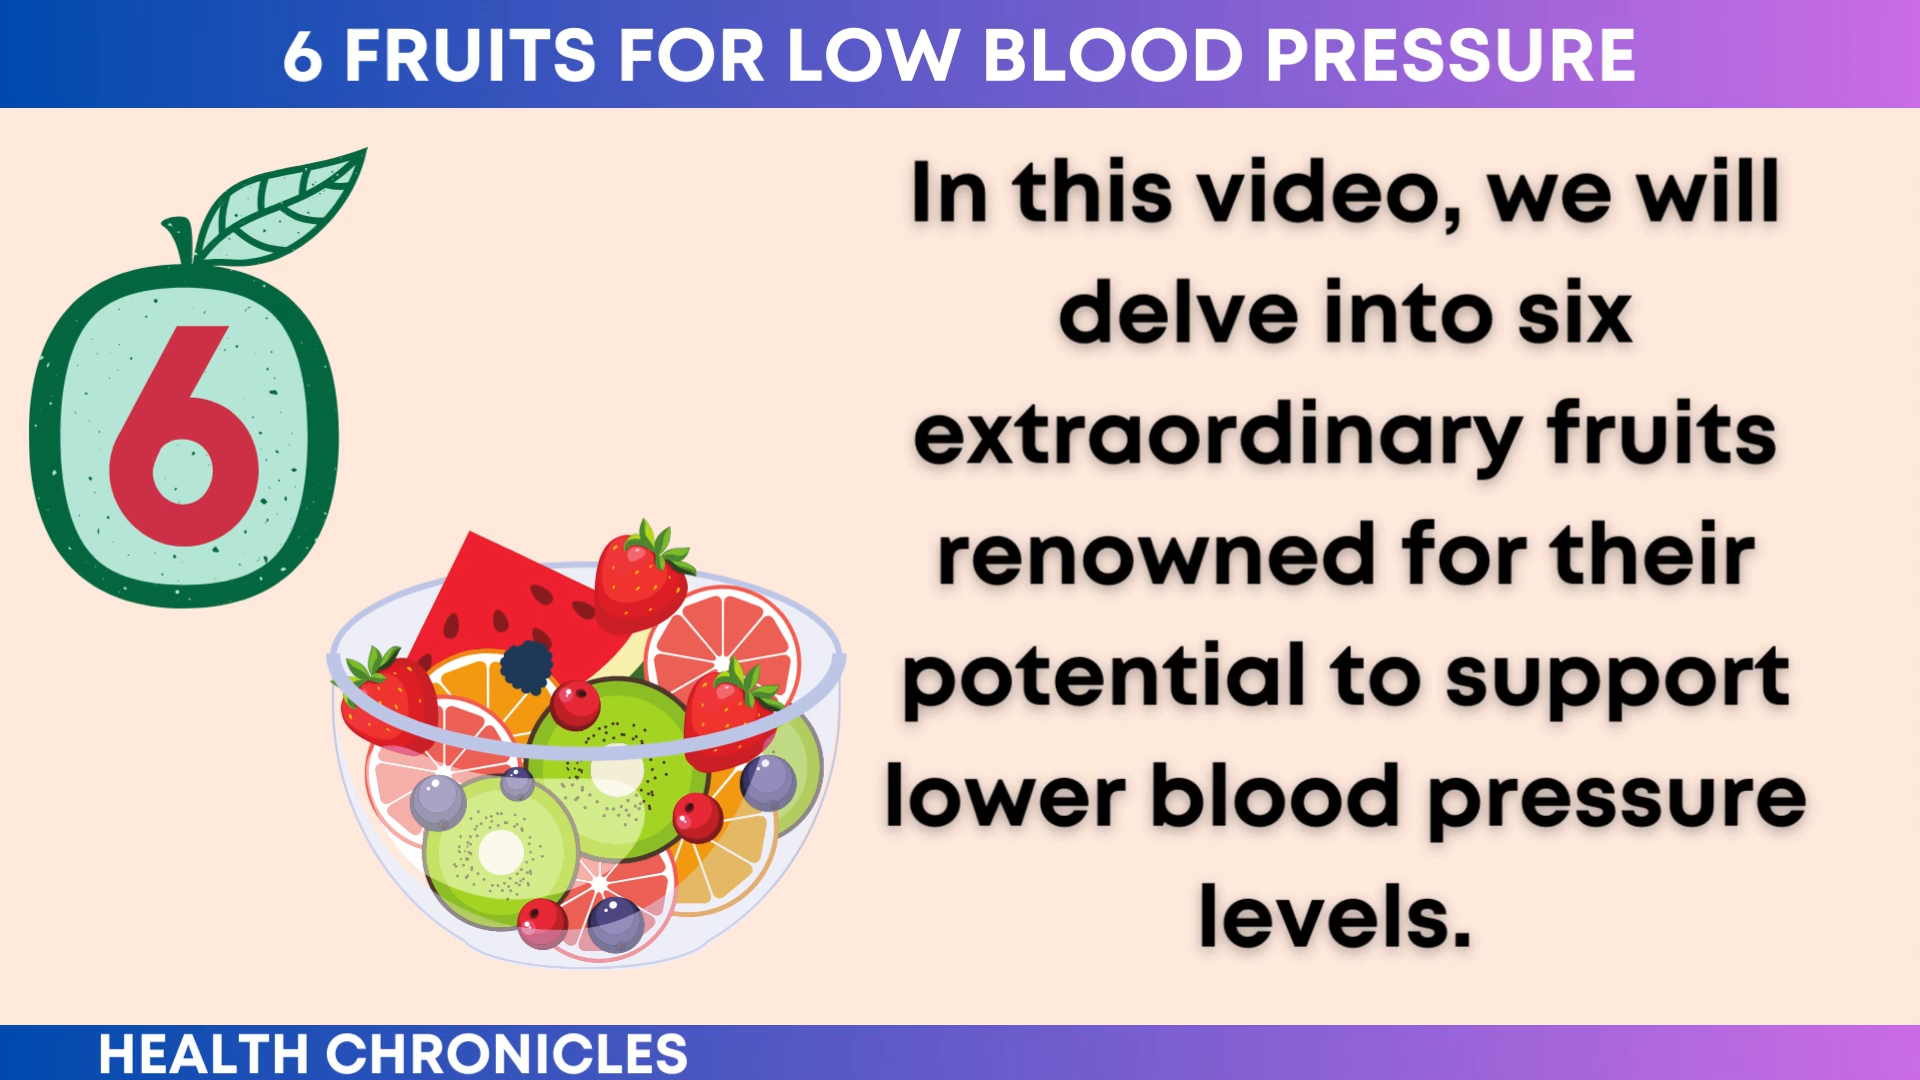 6 FRUITS FOR LOW BLOOD PRESSURE
6
In this video, we will
delve into six
extraordinary fruits
renowned for their
potential to support
lower blood pressure
levels.
HEALTH CHRONICLES